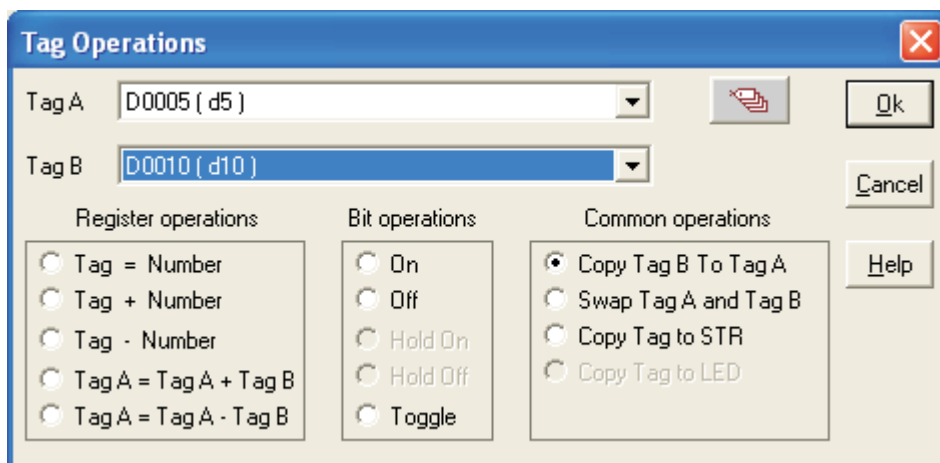 Tag Operations
Tag A D0005 ( d5 ) Ok
Tag B D0010 ( d10 ) Cancel
Register operations Bit operations Common operations
Tag = Number On Copy Tag B To Tag A Help
Tag + Number Off Swap Tag A and Tag B
Tag - Number Hold On Copy Tag to STR
Tag A = Tag A + Tag B Hold Off Copy Tag to LED
Tag A = Tag A - Tag B Toggle